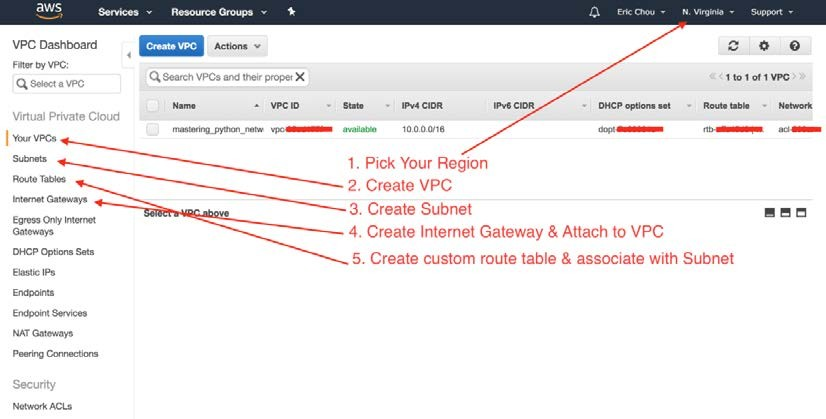 aws
Services Resource Groups Eric Chou N. Virginia Support
VPC Dashboard
Filter by VPC:
Select a VPC
Virtual Private Cloud
Your VPCs
Subnets
Route Tables
Internet Gateways
Egress Only Internet
Gateways
DHCP Options Sets
Elastic IPs
Endpoints
Endpoint Services
NAT Gateways
Peering Connections
Security
Network ACLs
Create VPC Actions
Search VPCs and their proper X
1 to 1 of 1 VPC
Name VPC ID State IPv4 CIDR IPv6 CIDR DHCP options set Route table Network
mastering_python_netw vpc- available 10.0.0.0/16 dopt- rtb- acl-
1. Pick Your Region
2. Create VPC
3. Create Subnet
Select a VPC above
4. Create Internet Gateway & Attach to VPC
5. Create custom route table & associate with Subnet